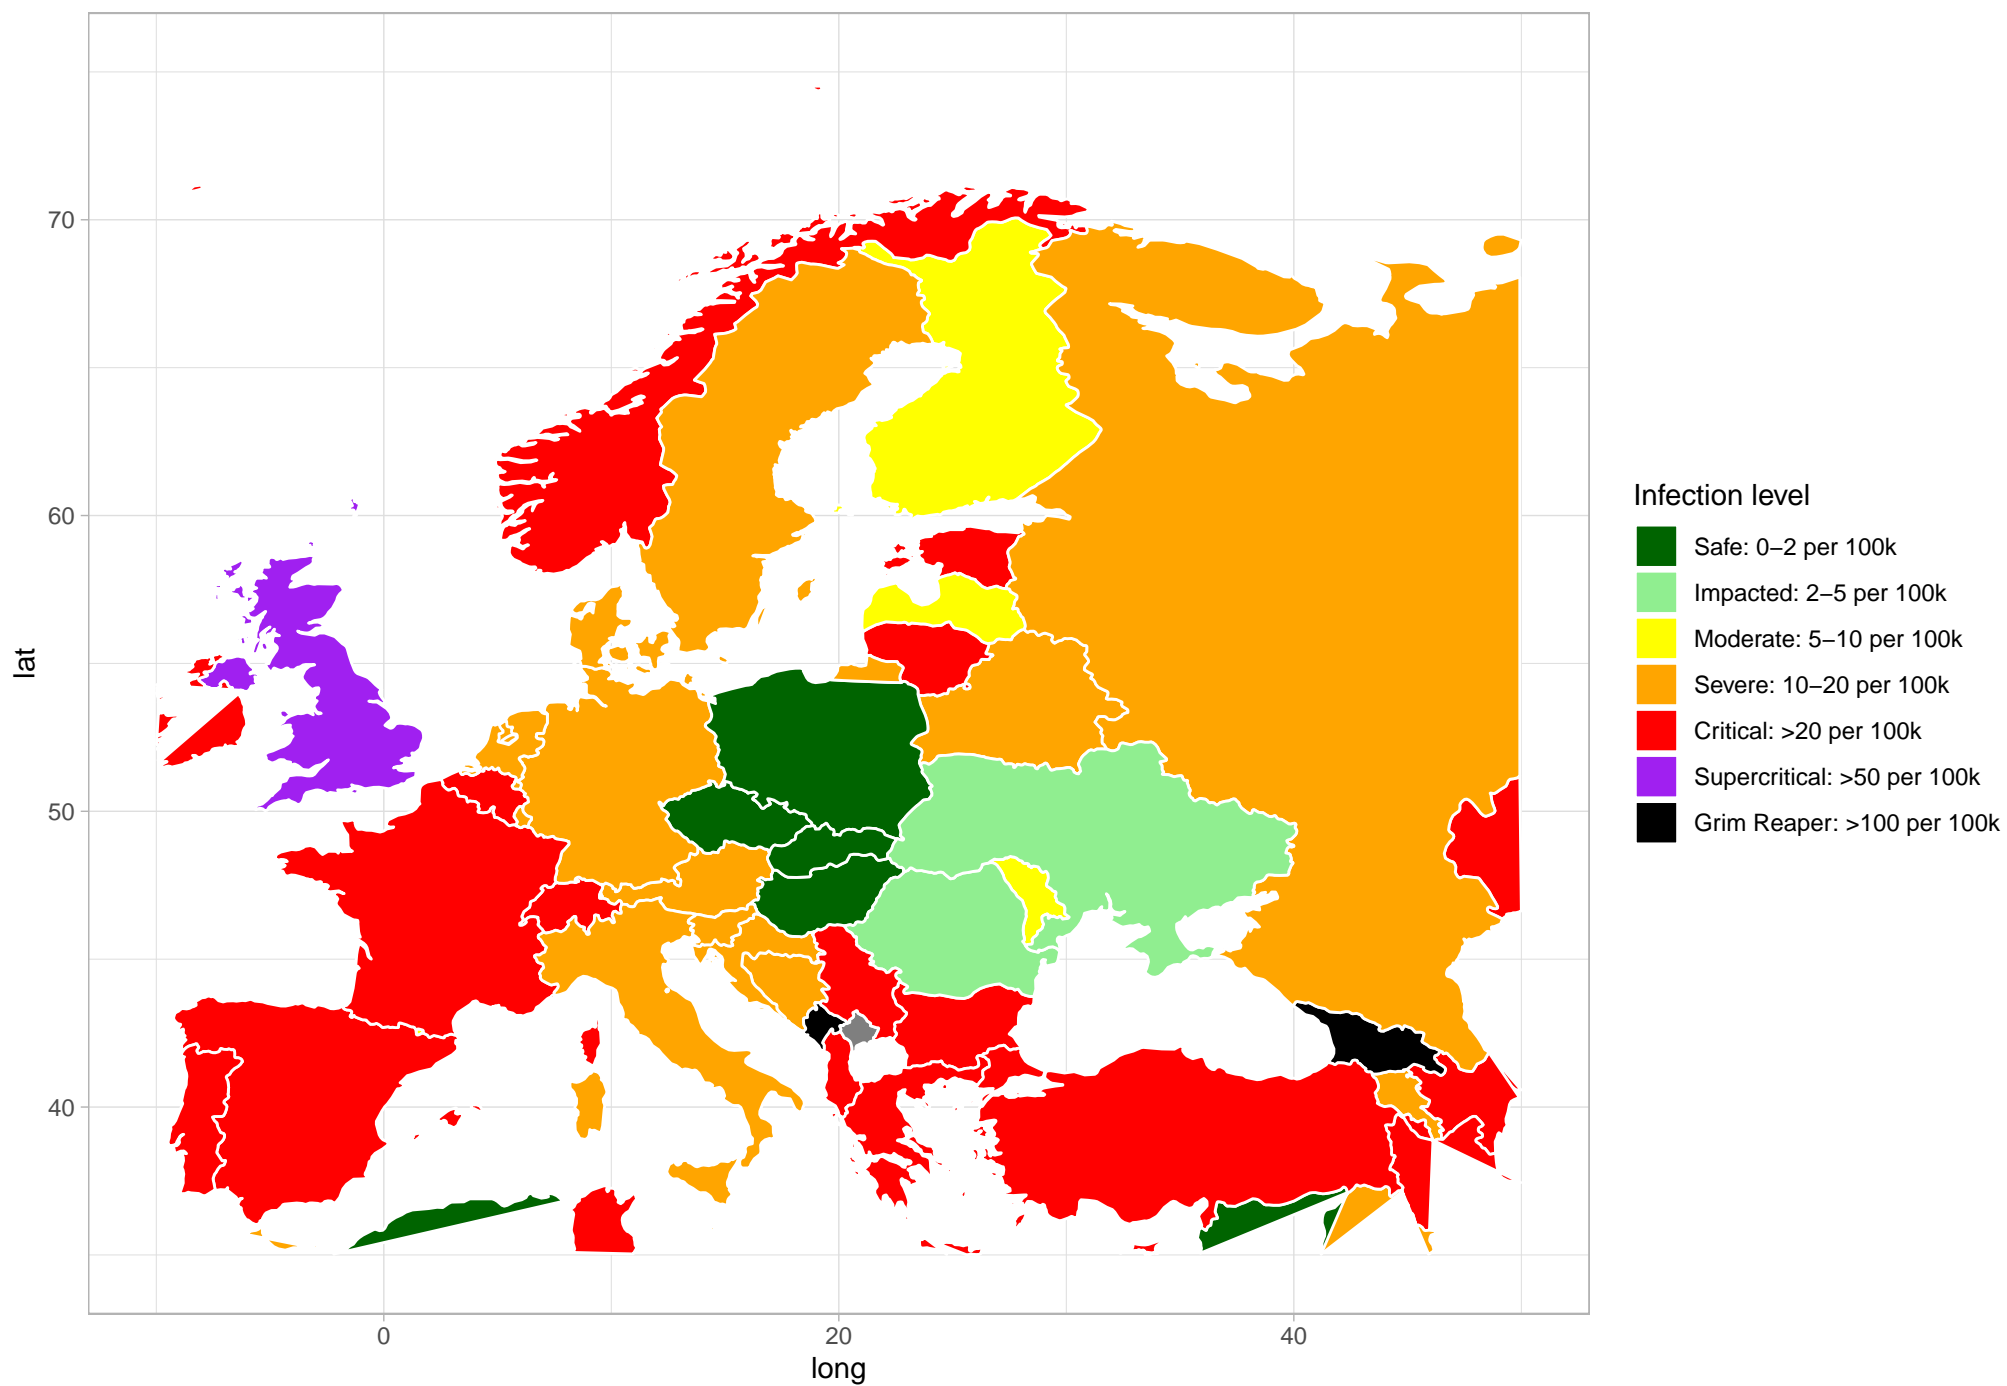 70
60
50
40
lat
0
20
40
long
Infection level
Safe: 0–2 per 100k
Impacted: 2–5 per 100k
Moderate: 5–10 per 100k
Severe: 10–20 per 100k
Critical: >20 per 100k
Supercritical: >50 per 100k
Grim Reaper: >100 per 100k